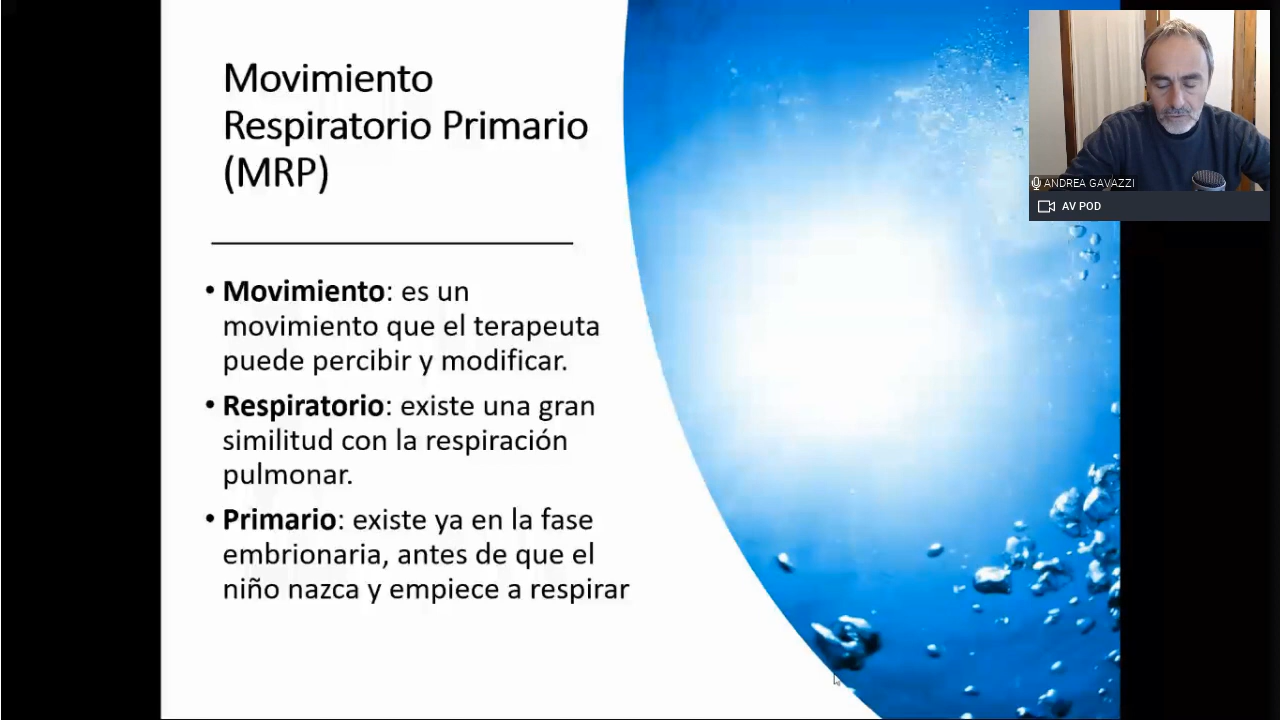 Movimiento
Respiratorio Primario
(MRP)
• Movimiento: es un
movimiento que el terapeuta
puede percibir y modificar.
• Respiratorio: existe una gran
similitud con la respiración
pulmonar.
• Primario: existe ya en la fase
embrionaria, antes de que el
niño nazca y empiece a respirar
ANDREA GAVAZZI
AV POD